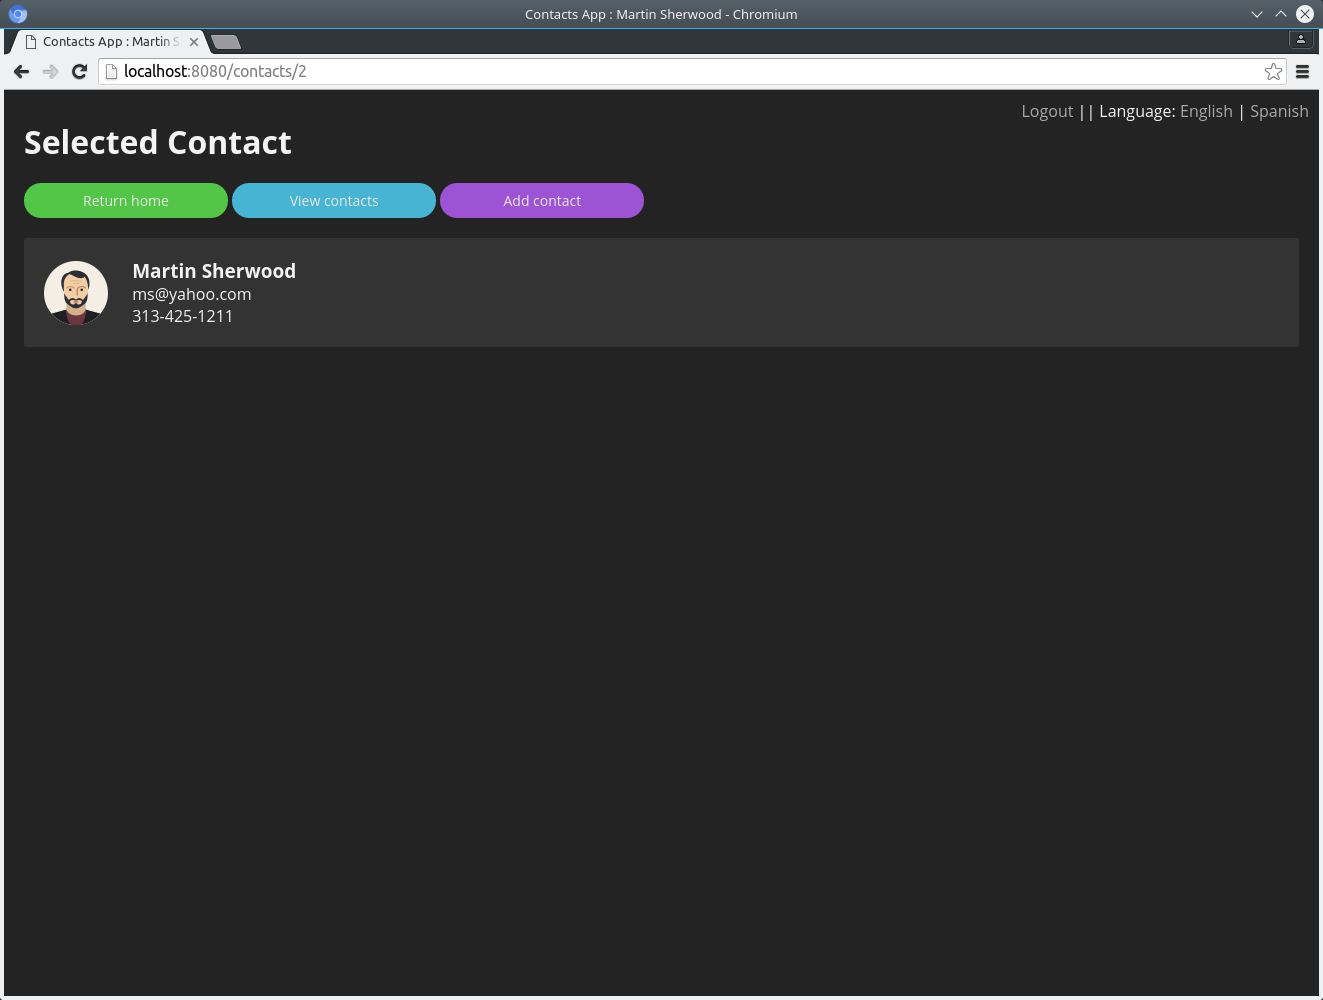 Contacts App : Martin Sherwood - Chromium
Contacts App : Martin S
localhost:8080/contacts/2
Logout || Language: English | Spanish
Selected Contact
Return home View contacts Add contact
Martin Sherwood
ms@yahoo.com
313-425-1211